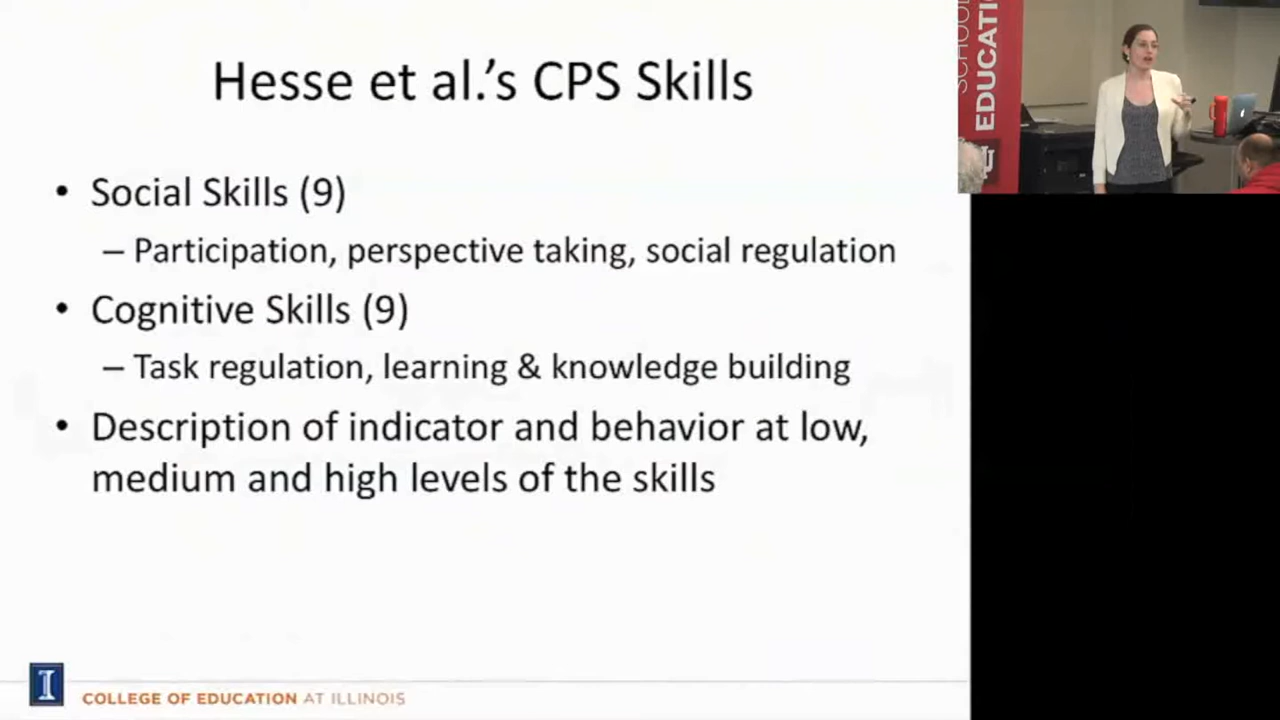 Hesse et al.'s CPS Skills
• Social Skills (9)
– Participation, perspective taking, social regulation
• Cognitive Skills (9)
– Task regulation, learning & knowledge building
• Description of indicator and behavior at low,
medium and high levels of the skills
I
COLLEGE OF EDUCATION AT ILLINOIS
SCHOOL
EDUCATI